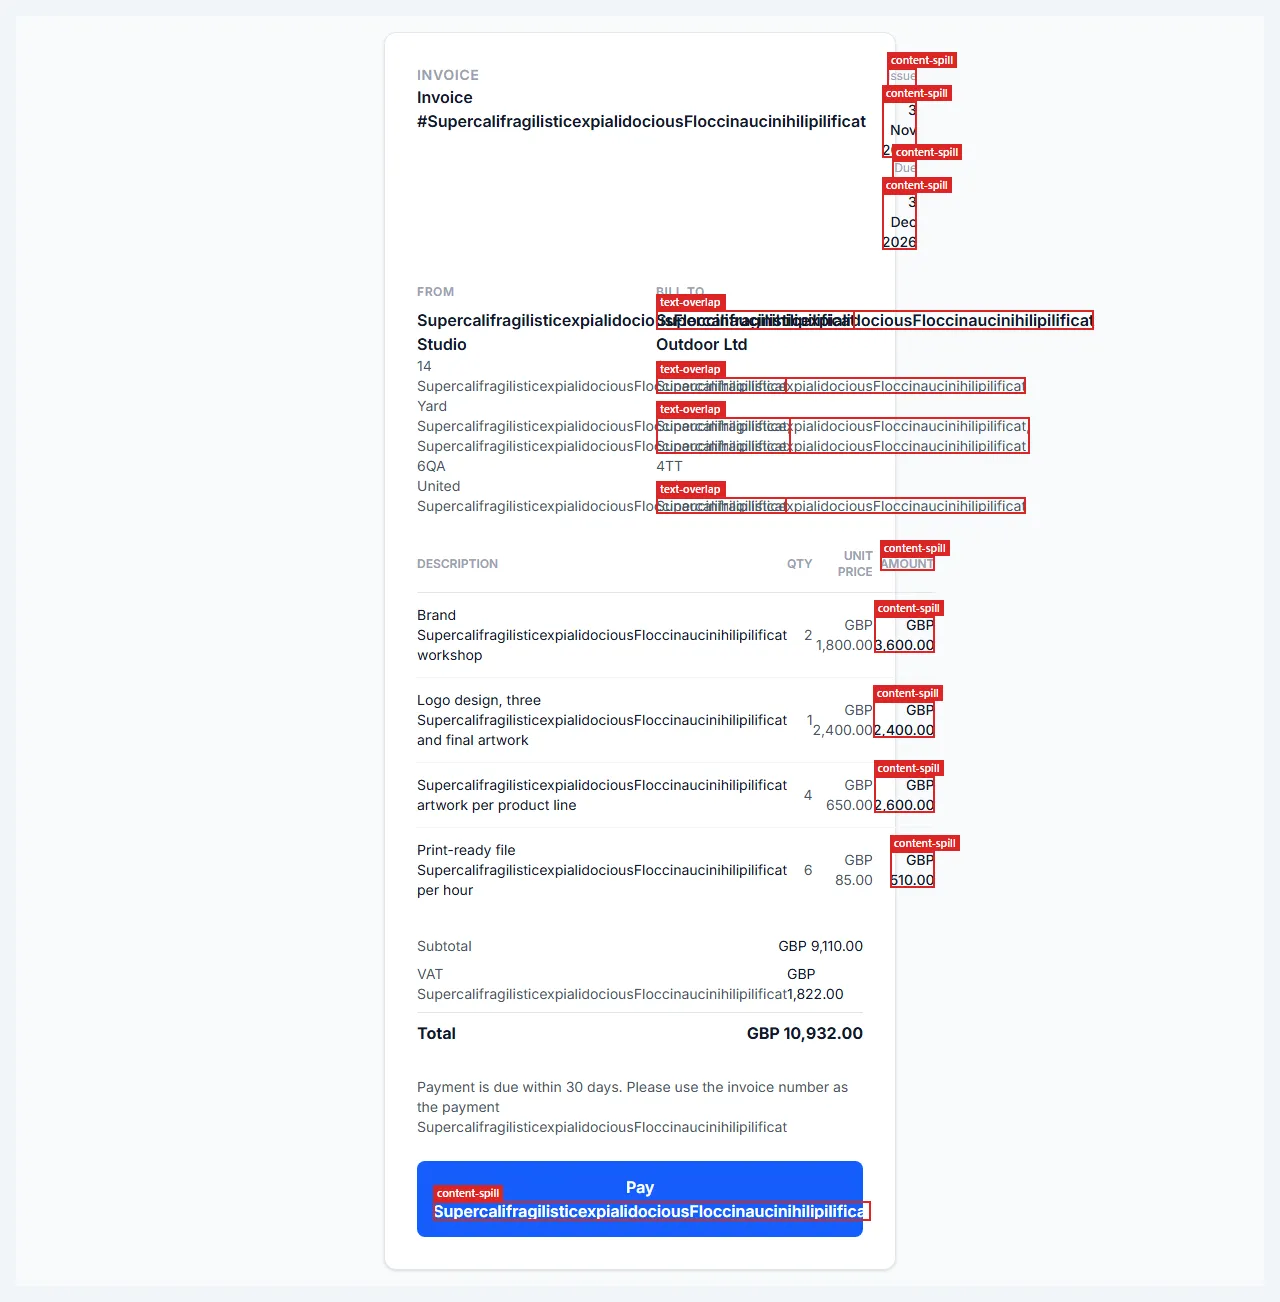 INVOICE
Invoice
#SupercalifragilisticexpialidociousFloccinaucinihilipilificat
content-spill
Issue
content-spill
3
Nov
content-spill
Due
content-spill
3
Dec
2026
FROM
BILL TO
text-overlap
Studio
Outdoor Ltd
14
text-overlap
Yard
text-overlap
6QA
4TT
United
text-overlap
DESCRIPTION
QTY
UNIT
PRICE
content-spill
AMOUNT
Brand
SupercalifragilisticexpialidociousFloccinaucinihilipilificat
workshop
2
GBP
1,800.00
content-spill
GBP
3,600.00
Logo design, three
SupercalifragilisticexpialidociousFloccinaucinihilipilificat
and final artwork
1
GBP
2,400.00
content-spill
GBP
2,400.00
SupercalifragilisticexpialidociousFloccinaucinihilipilificat
artwork per product line
4
GBP
650.00
content-spill
GBP
2,600.00
Print-ready file
SupercalifragilisticexpialidociousFloccinaucinihilipilificat
per hour
6
GBP
85.00
content-spill
GBP
510.00
Subtotal
GBP 9,110.00
VAT
SupercalifragilisticexpialidociousFloccinaucinihilipilificat
GBP
1,822.00
Total
GBP 10,932.00
Payment is due within 30 days. Please use the invoice number as
the payment
SupercalifragilisticexpialidociousFloccinaucinihilipilificat
Pay
content-spill
SupercalifragilisticexpialidociousFloccinaucinihilipilifica